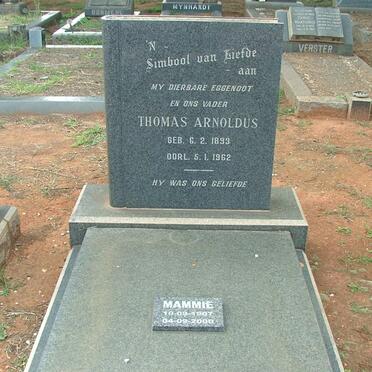 MYNHARDT
VERSTER
'N -
Simbool van Liefde
- aan
MY DIERBARE EGGENOOT
EN ONS VADER
THOMAS ARNOLDUS
GEB. 6. 2. 1893
OORL. 5. 1. 1962
HY WAS ONS GELIEFDE
MAMMIE
10-09-1907
04-09-2000